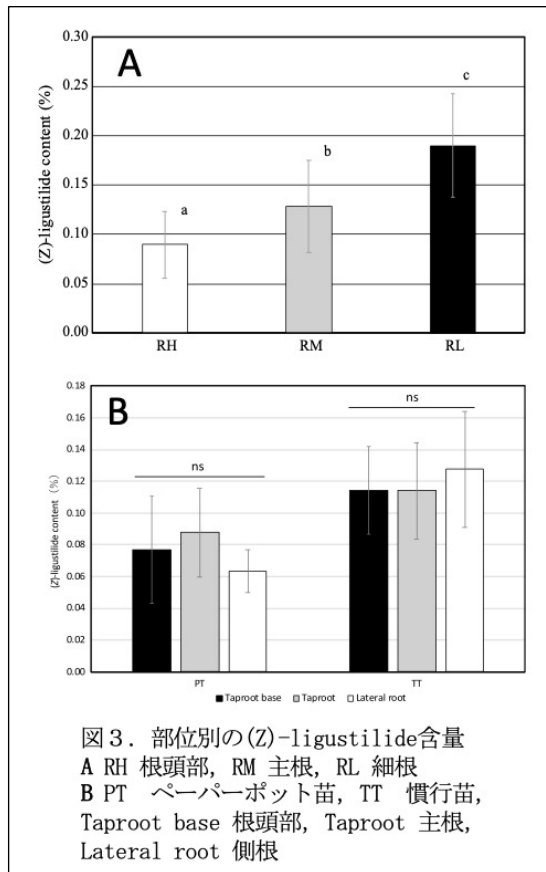 A
(Z)-ligustilide content (%)
0.30
0.25
0.20
0.15
0.10
0.05
0.00
a
b
c
RH RM RL
B
(Z)-ligustilide content (%)
0.18
0.16
0.14
0.12
0.10
0.08
0.06
0.04
0.02
0.00
ns
ns
PT TT
Taproot base Taproot Lateral root
図３．部位別の(Z)-ligustilide含量
A RH 根頭部, RM 主根, RL 細根
B PT ペーパーポット苗, TT 慣行苗,
Taproot base 根頭部, Taproot 主根,
Lateral root 側根